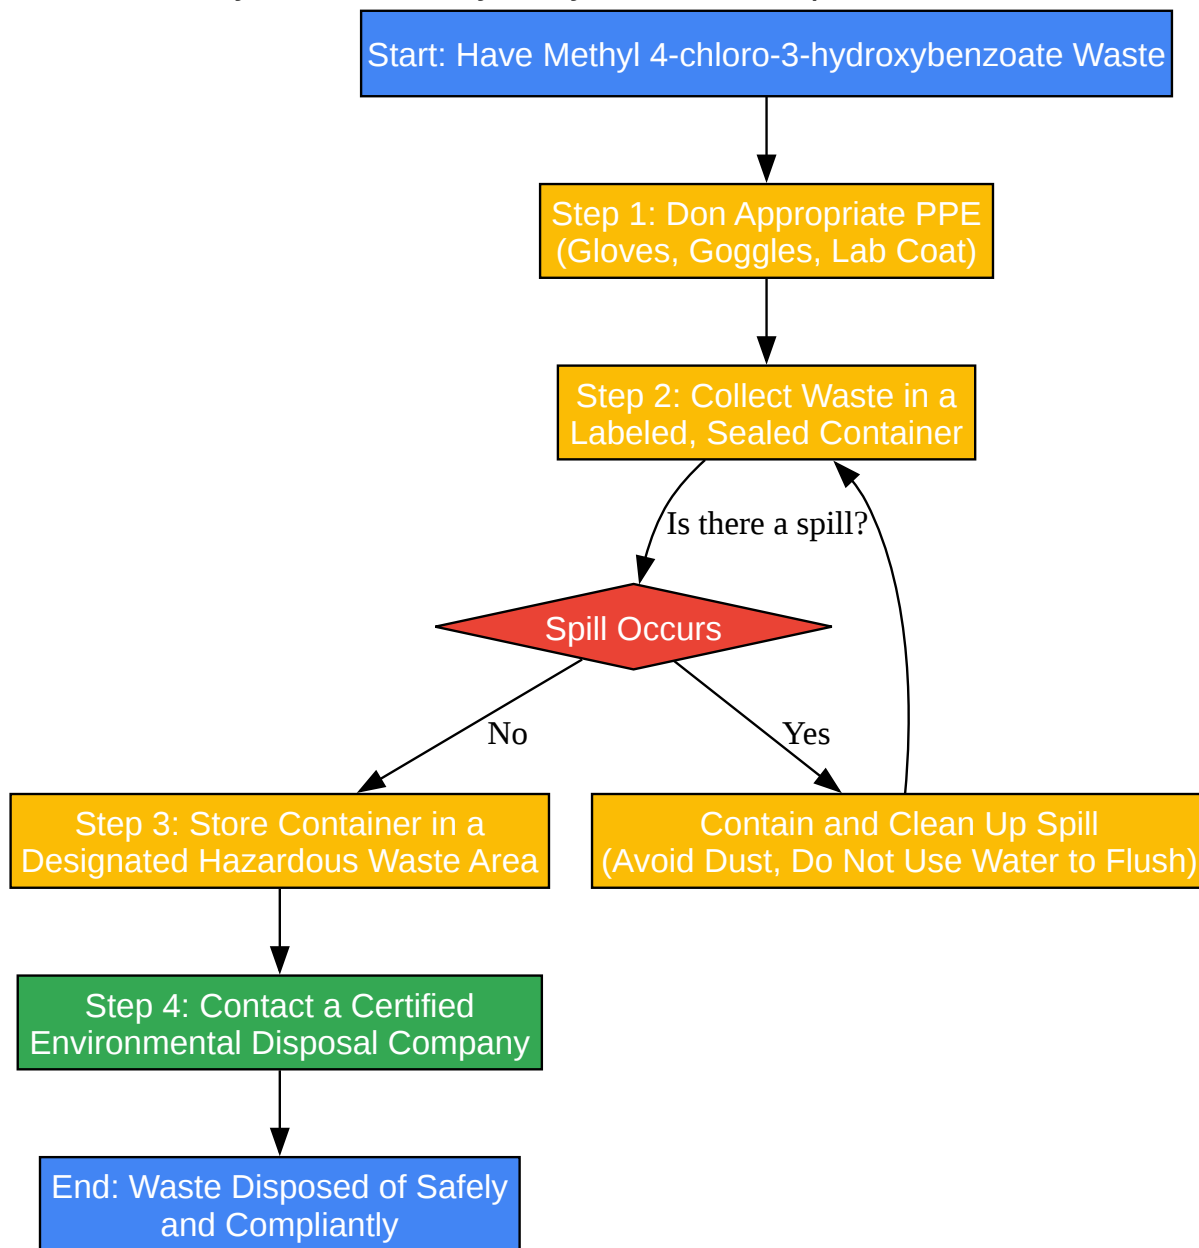 Start: Have Methyl 4-chloro-3-hydroxybenzoate Waste
Step 1: Don Appropriate PPE
(Gloves, Goggles, Lab Coat)
Step 2: Collect Waste in a
Labeled, Sealed Container
Is there a spill?
Spill Occurs
No
Yes
Step 3: Store Container in a
Designated Hazardous Waste Area
Contain and Clean Up Spill
(Avoid Dust, Do Not Use Water to Flush)
Step 4: Contact a Certified
Environmental Disposal Company
End: Waste Disposed of Safely
and Compliantly